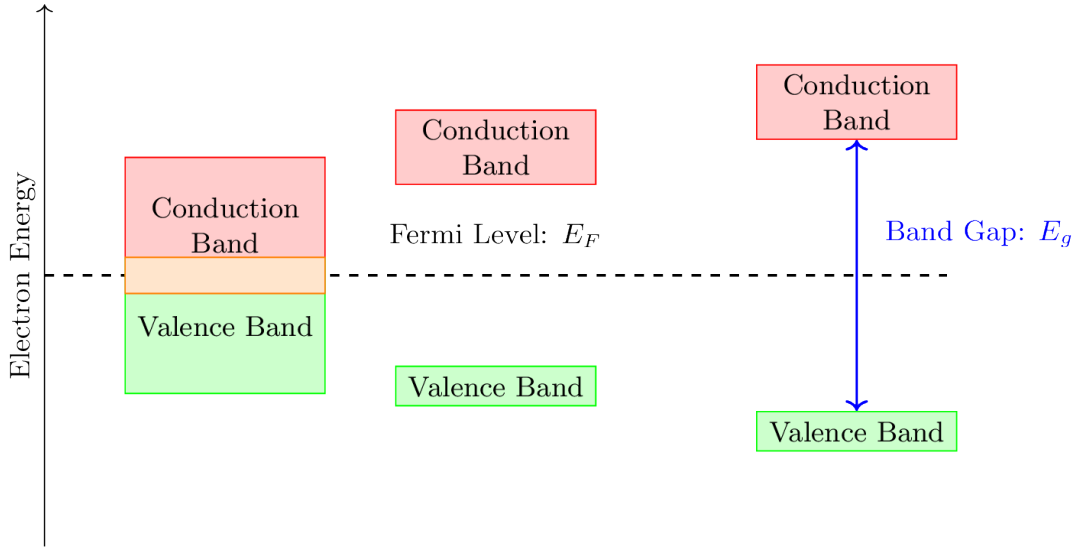 Electron Energy
Conduction
Band
Valence Band
Conduction
Band
Fermi Level: E_F
Valence Band
Conduction
Band
Band Gap: E_g
Valence Band